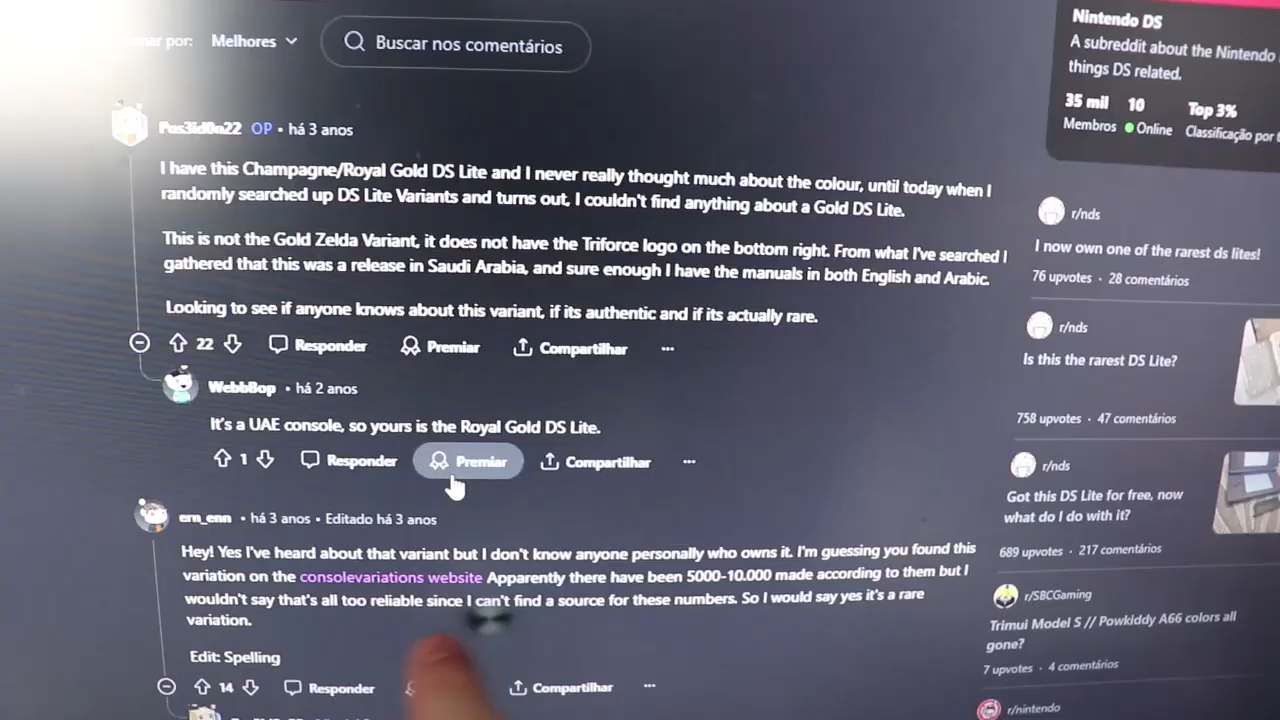 por:
Melhores
Buscar nos comentários
Pos3id0n22 OP • há 3 anos
I have this Champagne/Royal Gold DS Lite and I never really thought much about the colour, until today when I
randomly searched up DS Lite Variants and turns out, I couldn't find anything about a Gold DS Lite.
This is not the Gold Zelda Variant, it does not have the Triforce logo on the bottom right. From what I've searched I
gathered that this was a release in Saudi Arabia, and sure enough I have the manuals in both English and Arabic.
Looking to see if anyone knows about this variant, if its authentic and if its actually rare.
22 Responder Premiar Compartilhar ...
WebbBop • há 2 anos
It's a UAE console, so yours is the Royal Gold DS Lite.
1 Responder Premiar Compartilhar ...
ern_enn • há 3 anos • Editado há 3 anos
Hey! Yes I've heard about that variant but I don't know anyone personally who owns it. I'm guessing you found this
variation on the consolevariations website Apparently there have been 5000-10.000 made according to them but I
wouldn't say that's all too reliable since I can't find a source for these numbers. So I would say yes it's a rare
variation.
Edit: Spelling
14 Responder Compartilhar ...
Nintendo DS
A subreddit about the Nintendo
things DS related.
35 mil 10 Top 3%
Membros Online Classificação por
r/nds
I now own one of the rarest ds lites!
76 upvotes · 28 comentários
r/nds
Is this the rarest DS Lite?
758 upvotes · 47 comentários
r/nds
Got this DS Lite for free, now
what do I do with it?
689 upvotes · 217 comentários
r/SBCGaming
Trimui Model S // Powkiddy A66 colors all
gone?
7 upvotes · 4 comentários
r/nintendo